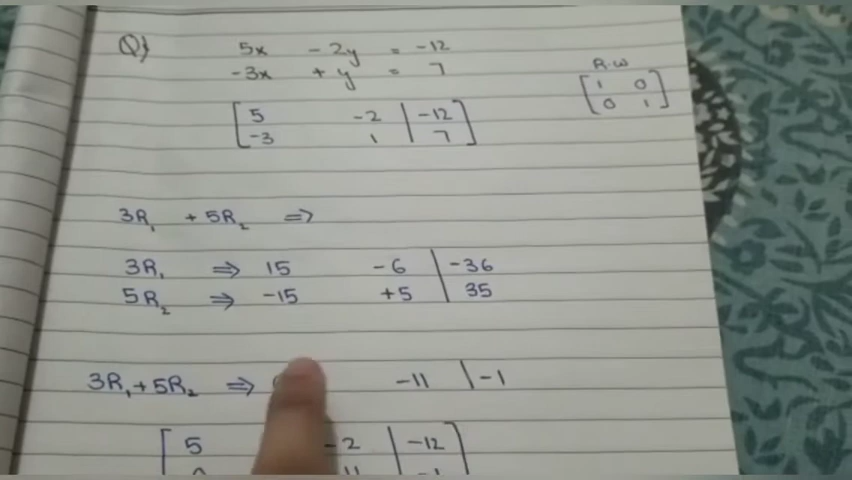 Q) 5x - 2y = -12
-3x + y = 7
R.W
[1 0
0 1]
[5 -2 | -12
-3 1 | 7]
3R₁ + 5R₂ ⇒
3R₁ ⇒ 15 -6 | -36
5R₂ ⇒ -15 +5 | 35
3R₁+5R₂ ⇒ -11 | -1
[5 -2 | -12